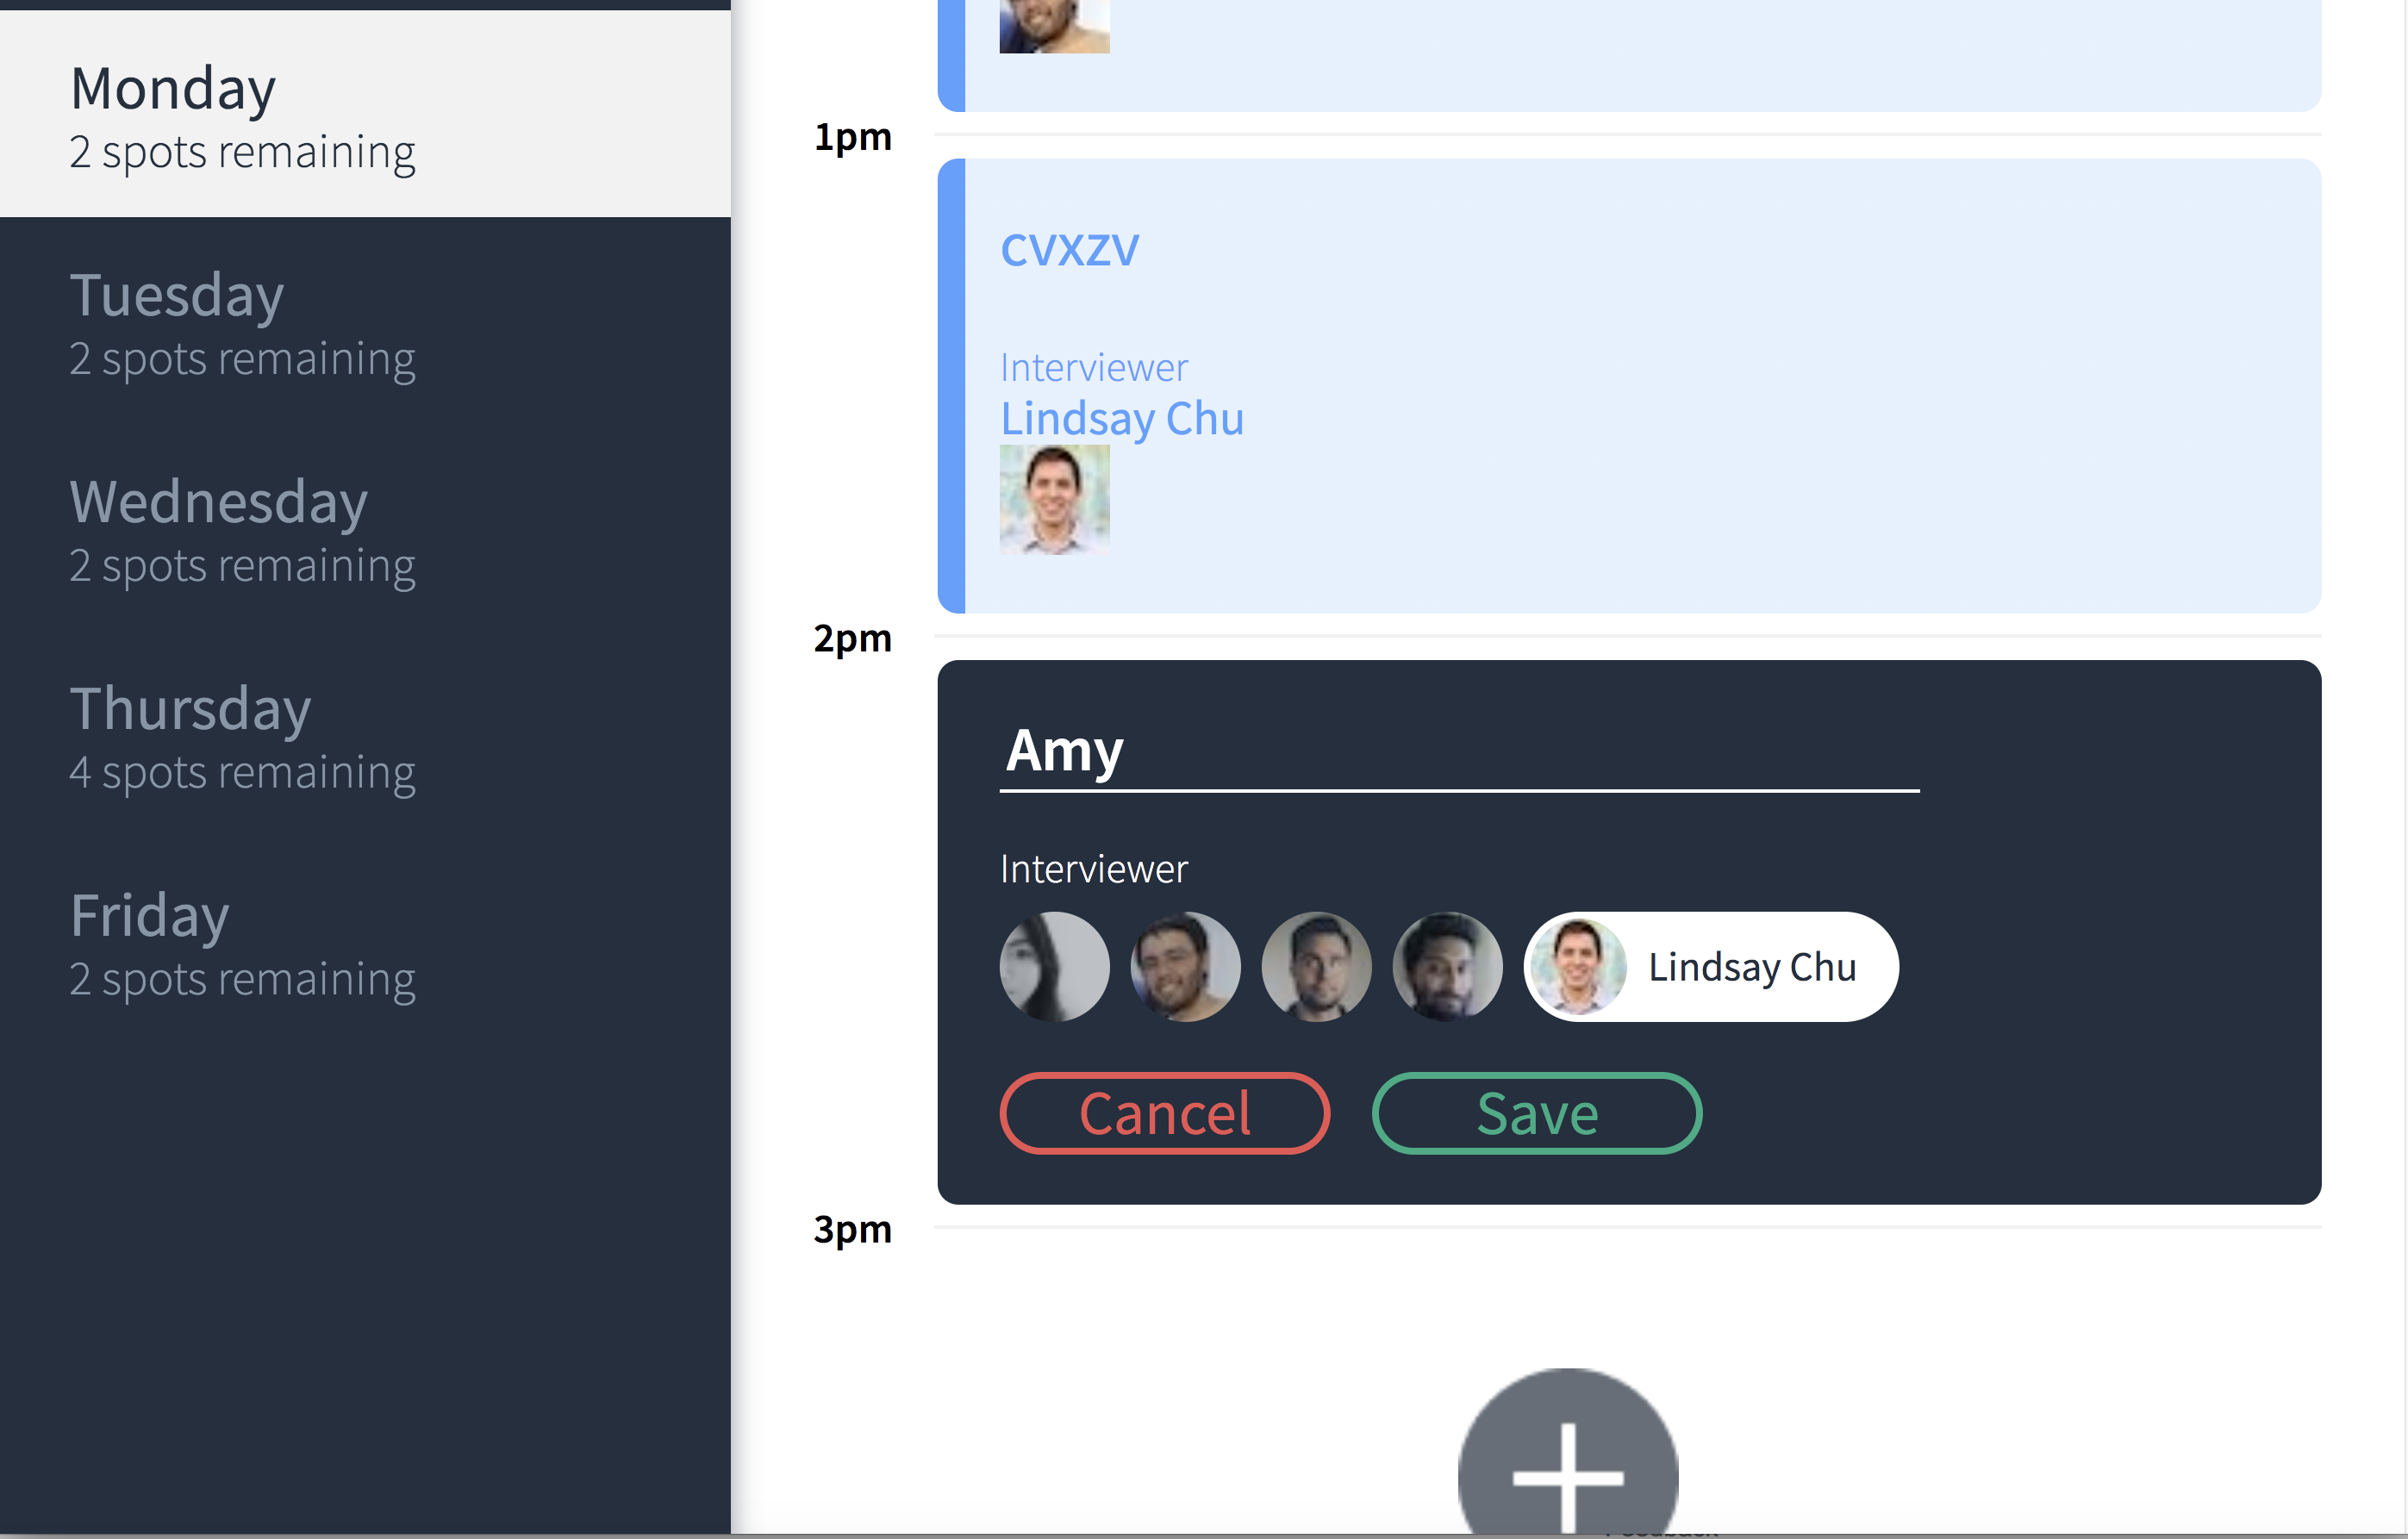 Monday
2 spots remaining
Tuesday
2 spots remaining
Wednesday
2 spots remaining
Thursday
4 spots remaining
Friday
2 spots remaining
1pm
cvxzv
Interviewer
Lindsay Chu
2pm
Amy
Interviewer
Lindsay Chu
Cancel
Save
3pm